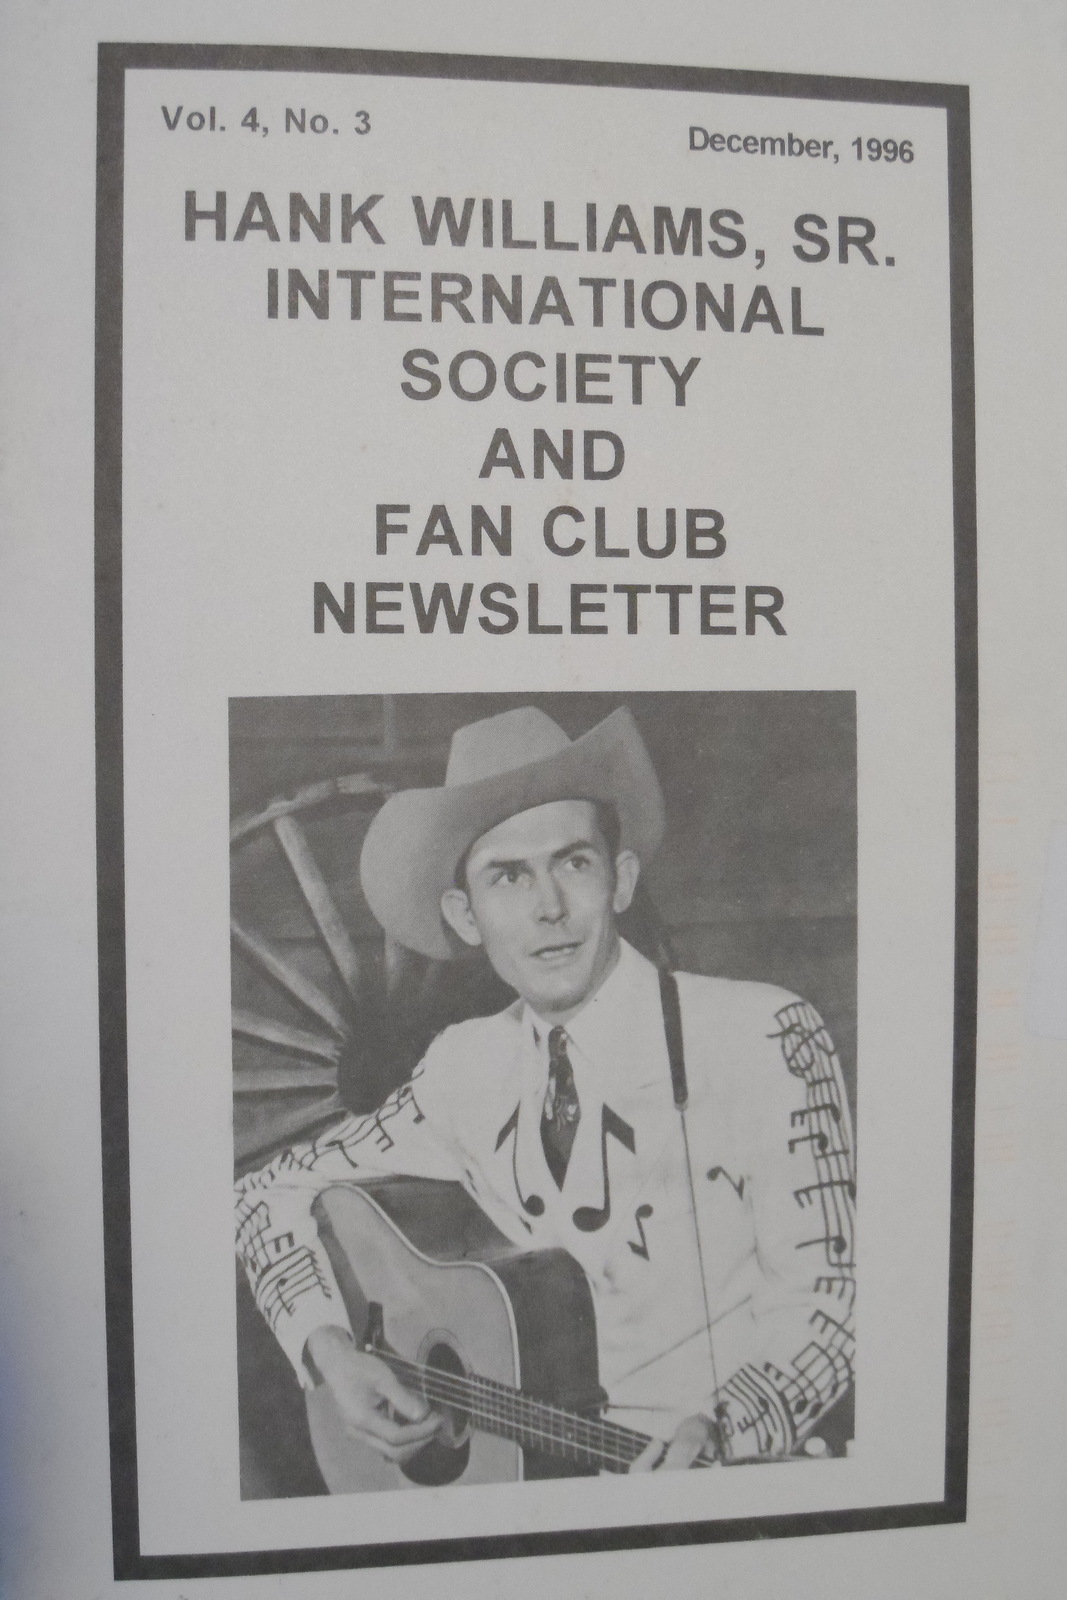 Vol. 4, No. 3
December, 1996
HANK WILLIAMS, SR.
INTERNATIONAL
SOCIETY
AND
FAN CLUB
NEWSLETTER